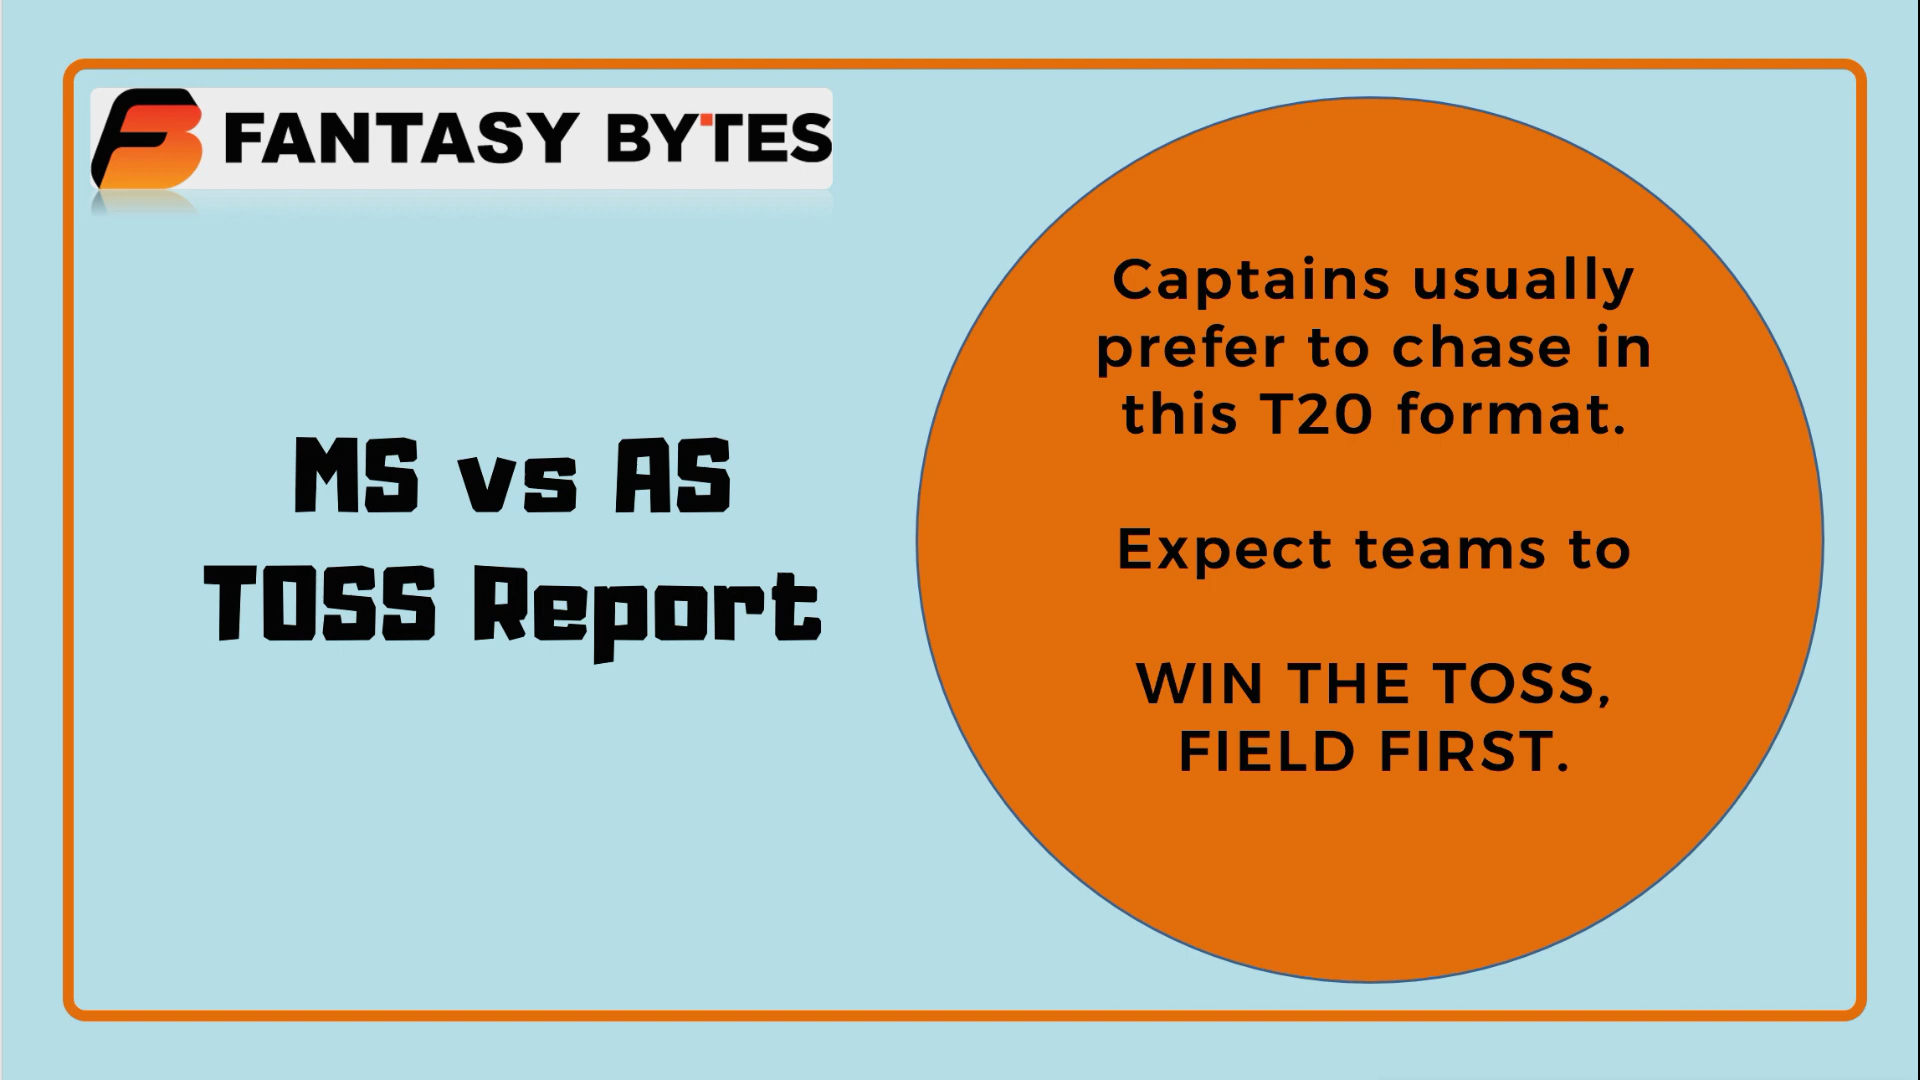 FANTASY BYTES
MS vs AS
TOSS Report
Captains usually
prefer to chase in
this T20 format.
Expect teams to
WIN THE TOSS,
FIELD FIRST.